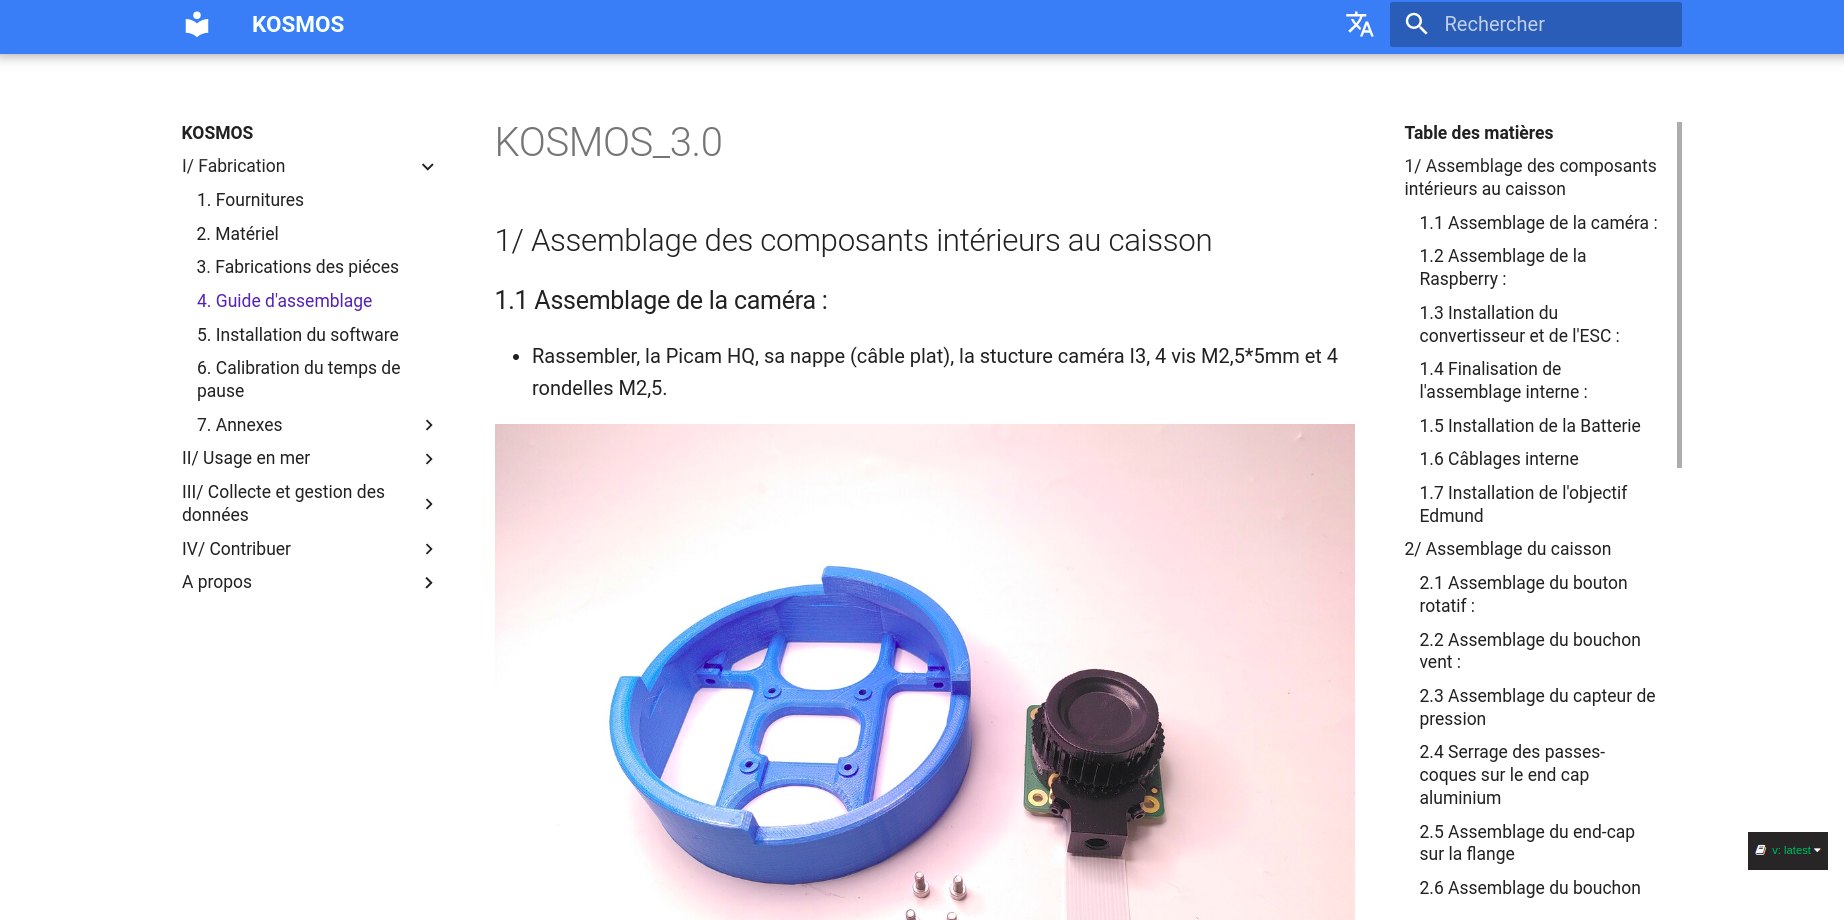 KOSMOS
Rechercher
KOSMOS
I/ Fabrication
1. Fournitures
2. Matériel
3. Fabrications des piéces
4. Guide d'assemblage
5. Installation du software
6. Calibration du temps de
pause
7. Annexes
II/ Usage en mer
III/ Collecte et gestion des
données
IV/ Contribuer
A propos
KOSMOS_3.0
1/ Assemblage des composants intérieurs au caisson
1.1 Assemblage de la caméra :
• Rassembler, la Picam HQ, sa nappe (câble plat), la stucture caméra I3, 4 vis M2,5*5mm et 4
rondelles M2,5.
Table des matières
1/ Assemblage des composants
intérieurs au caisson
1.1 Assemblage de la caméra :
1.2 Assemblage de la
Raspberry :
1.3 Installation du
convertisseur et de l'ESC :
1.4 Finalisation de
l'assemblage interne :
1.5 Installation de la Batterie
1.6 Câblages interne
1.7 Installation de l'objectif
Edmund
2/ Assemblage du caisson
2.1 Assemblage du bouton
rotatif :
2.2 Assemblage du bouchon
vent :
2.3 Assemblage du capteur de
pression
2.4 Serrage des passes-
coques sur le end cap
aluminium
2.5 Assemblage du end-cap
sur la flange
2.6 Assemblage du bouchon
v: latest